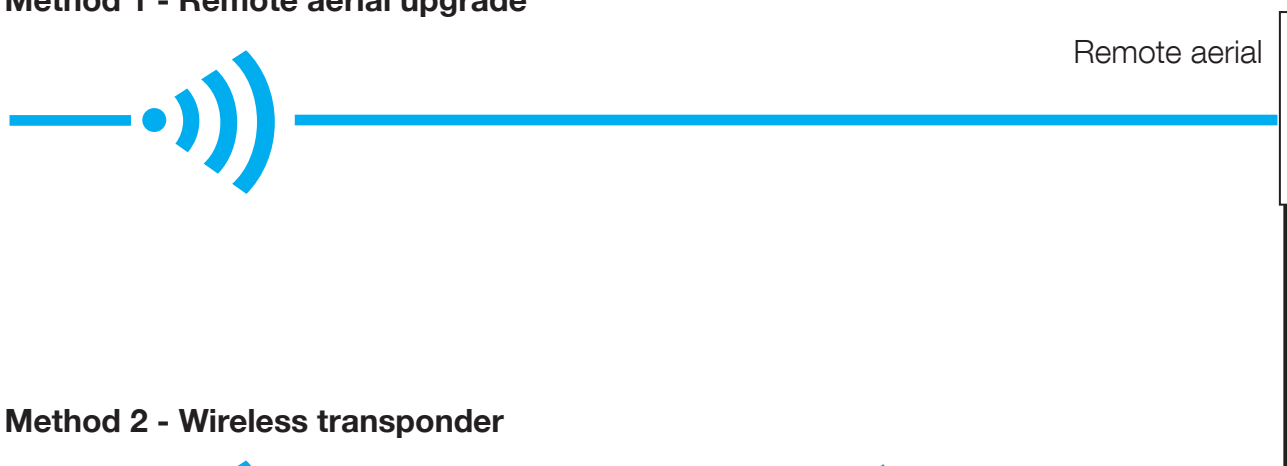 Method 1 - Remote aerial upgrade
Remote aerial
Method 2 - Wireless transponder